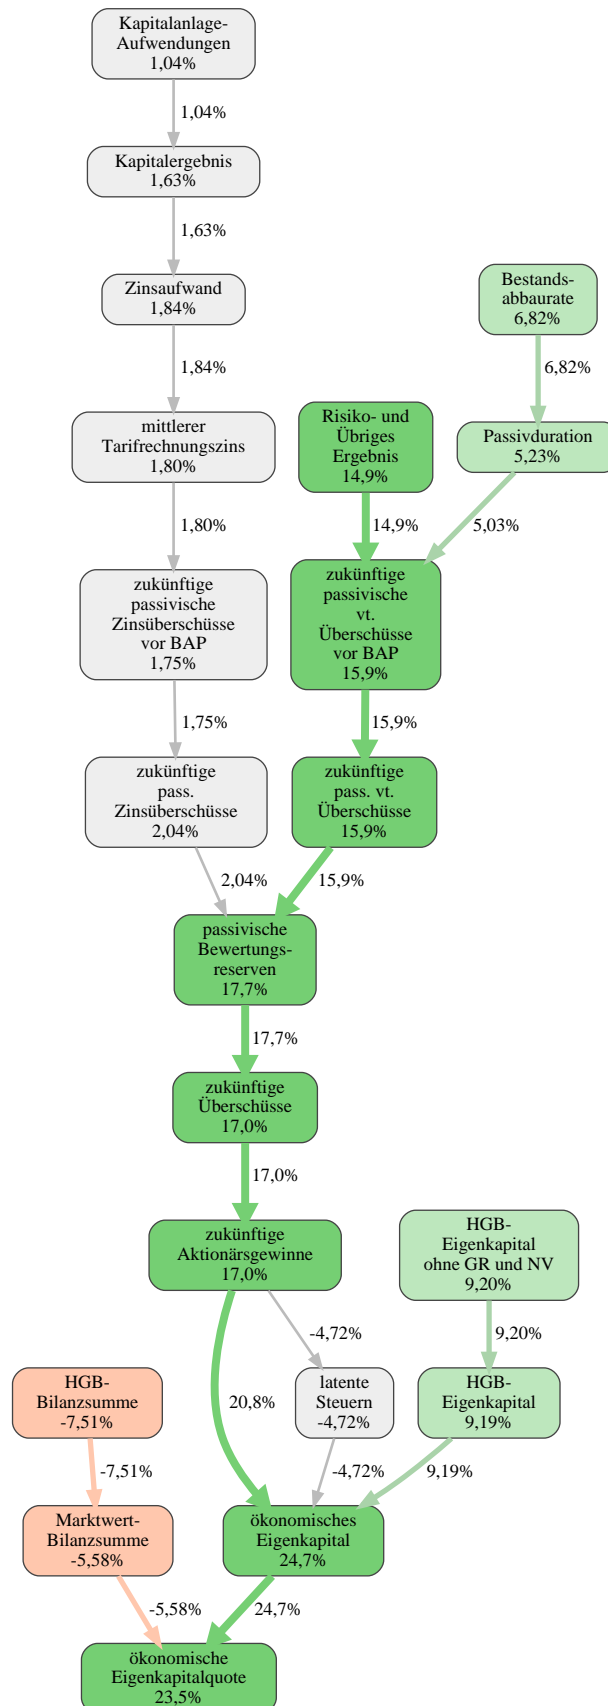 Kapitalanlage-
Aufwendungen
1,04%
1,04%
Kapitalergebnis
1,63%
1,63%
Zinsaufwand
1,84%
Bestands-
abbaurate
6,82%
1,84%
6,82%
mittlerer
Tarifrechnungszins
1,80%
Risiko- und
Übriges
Ergebnis
14,9%
Passivduration
5,23%
1,80%
14,9%
5,03%
zukünftige
passivische
Zinsüberschüsse
vor BAP
1,75%
zukünftige
passivische
vt.
Überschüsse
vor BAP
15,9%
1,75%
15,9%
zukünftige
pass.
Zinsüberschüsse
2,04%
zukünftige
pass. vt.
Überschüsse
15,9%
2,04%
15,9%
passivische
Bewertungs-
reserven
17,7%
17,7%
zukünftige
Überschüsse
17,0%
17,0%
zukünftige
Aktionärsgewinne
17,0%
HGB-
Eigenkapital
ohne GR und NV
9,20%
-4,72%
9,20%
HGB-
Bilanzsumme
-7,51%
20,8%
latente
Steuern
-4,72%
HGB-
Eigenkapital
9,19%
-7,51%
-4,72%
9,19%
Marktwert-
Bilanzsumme
-5,58%
ökonomisches
Eigenkapital
24,7%
-5,58%
24,7%
ökonomische
Eigenkapitalquote
23,5%